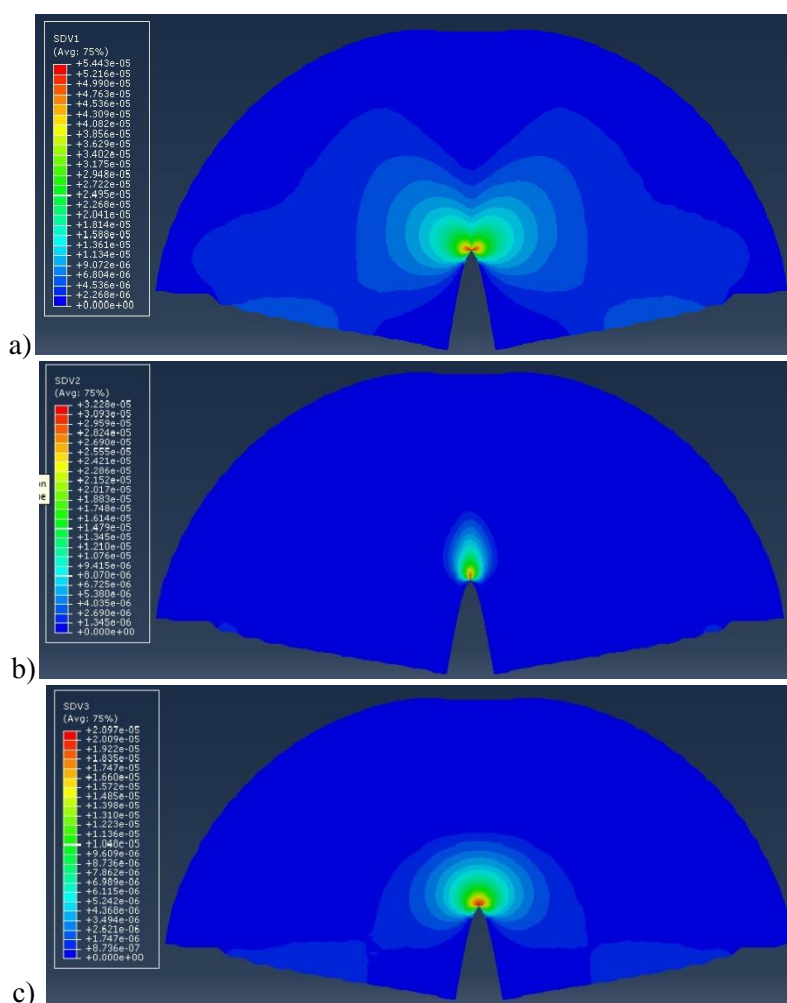 SDV1
(Avg: 75%)
+5.443e-05
+5.216e-05
+4.990e-05
+4.763e-05
+4.536e-05
+4.309e-05
+4.082e-05
+3.856e-05
+3.629e-05
+3.402e-05
+3.175e-05
+2.948e-05
+2.722e-05
+2.495e-05
+2.268e-05
+2.041e-05
+1.814e-05
+1.588e-05
+1.361e-05
+1.134e-05
+9.072e-06
+6.804e-06
+4.536e-06
+2.268e-06
+0.000e+00
a)
SDV2
(Avg: 75%)
+3.228e-05
+3.093e-05
+2.959e-05
+2.824e-05
+2.690e-05
+2.555e-05
+2.421e-05
+2.286e-05
+2.152e-05
+2.017e-05
+1.883e-05
+1.748e-05
+1.614e-05
+1.479e-05
+1.345e-05
+1.210e-05
+1.076e-05
+9.415e-06
+8.070e-06
+6.725e-06
+5.380e-06
+4.035e-06
+2.690e-06
+1.345e-06
+0.000e+00
b)
SDV3
(Avg: 75%)
+2.097e-05
+2.009e-05
+1.922e-05
+1.835e-05
+1.747e-05
+1.660e-05
+1.572e-05
+1.485e-05
+1.398e-05
+1.310e-05
+1.223e-05
+1.136e-05
+1.048e-05
+9.609e-06
+8.736e-06
+7.862e-06
+6.989e-06
+6.115e-06
+5.242e-06
+4.368e-06
+3.494e-06
+2.621e-06
+1.747e-06
+8.736e-07
+0.000e+00
c)